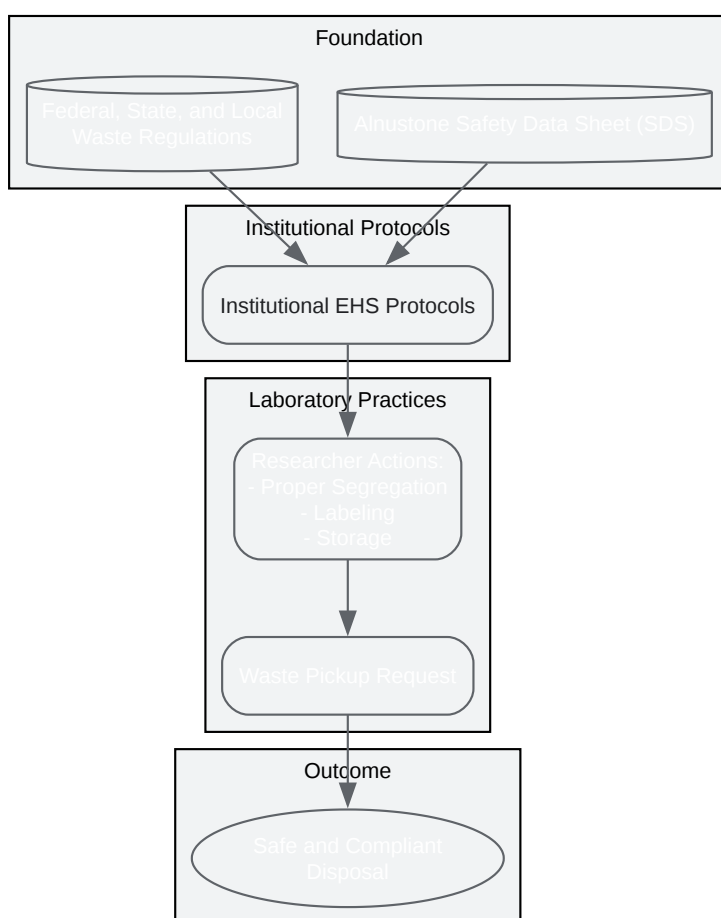 Foundation
Federal, State, and Local
Waste Regulations
Alnustone Safety Data Sheet (SDS)
Institutional Protocols
Institutional EHS Protocols
Laboratory Practices
Researcher Actions:
- Proper Segregation
- Labeling
- Storage
Waste Pickup Request
Outcome
Safe and Compliant
Disposal